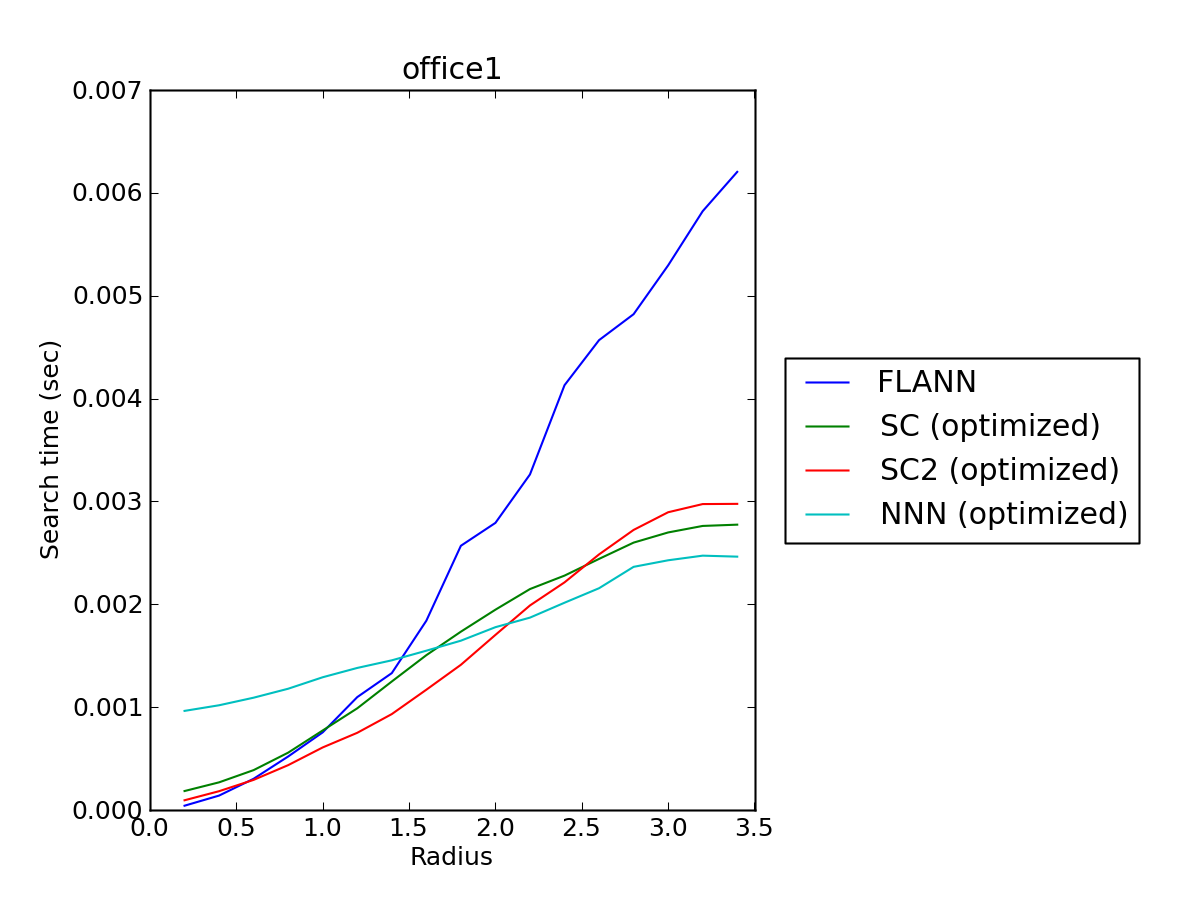 office1
0.007
0.006
0.005
0.004
0.003
0.002
0.001
0.000
Search time (sec)
0.0 0.5 1.0 1.5 2.0 2.5 3.0 3.5
Radius
FLANN
SC (optimized)
SC2 (optimized)
NNN (optimized)